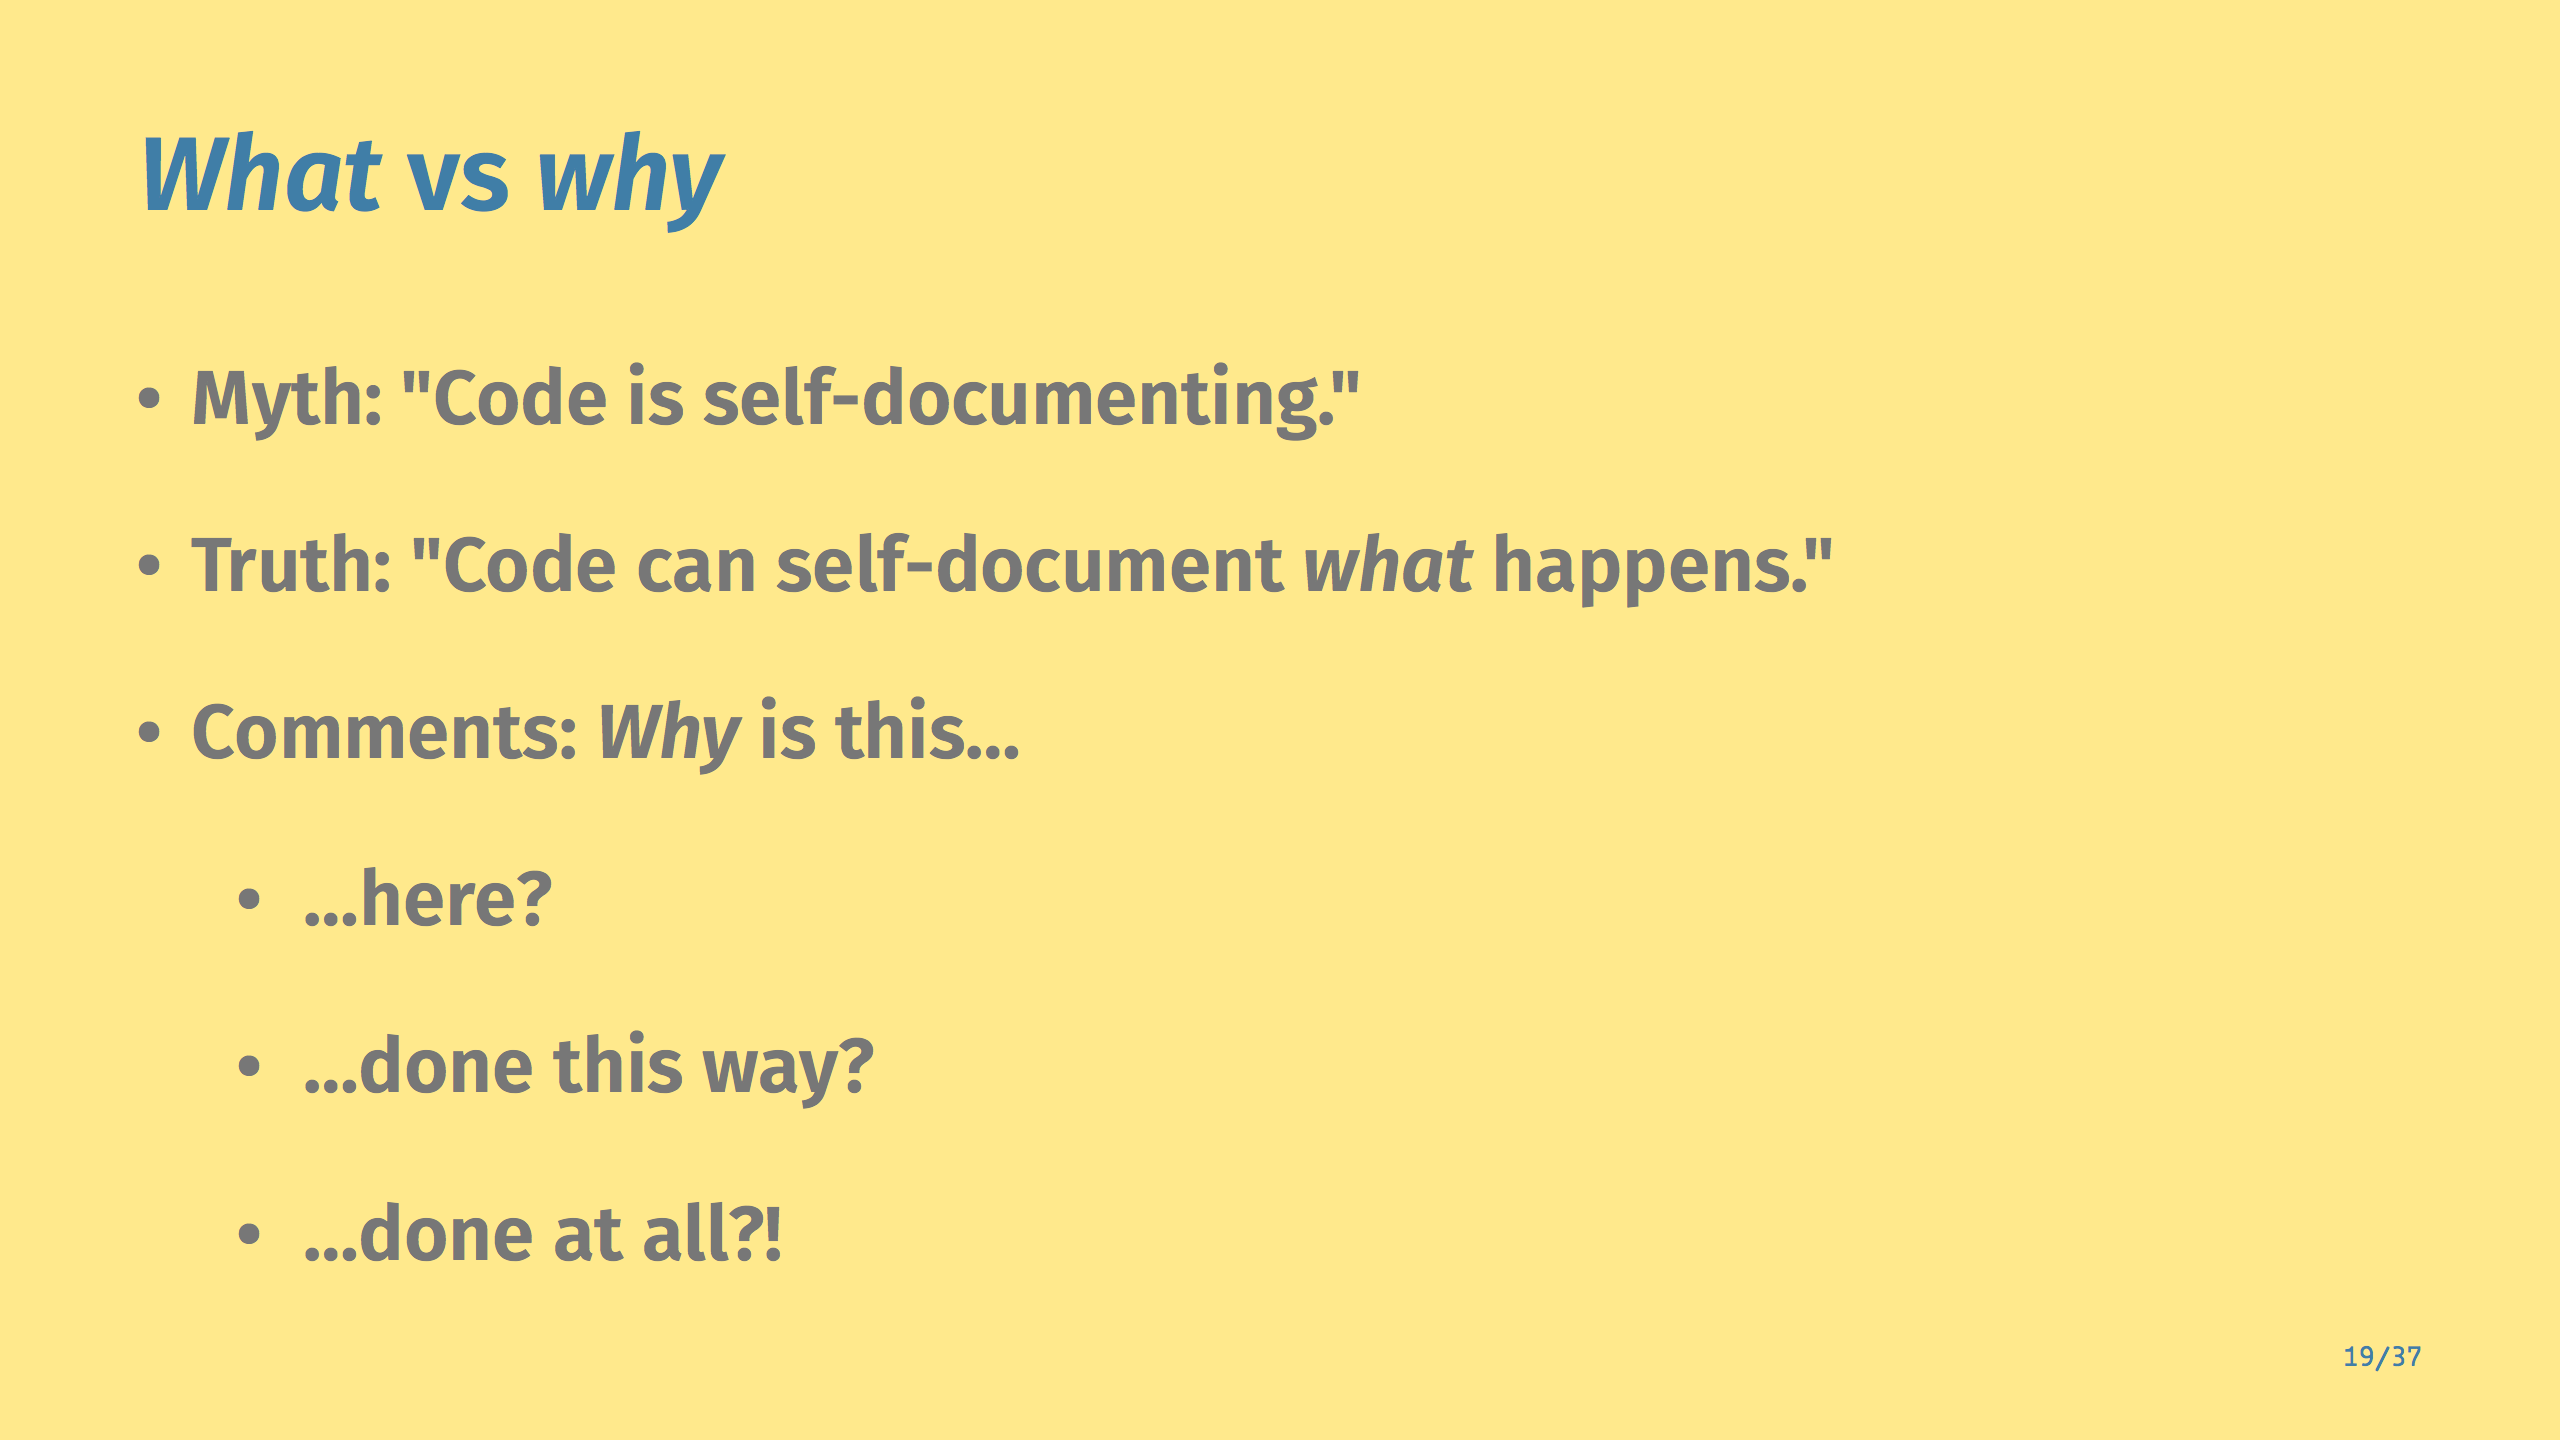 What vs why
• Myth: "Code is self-documenting."
• Truth: "Code can self-document what happens."
• Comments: Why is this...
• ...here?
• ...done this way?
• ...done at all?!
19/37